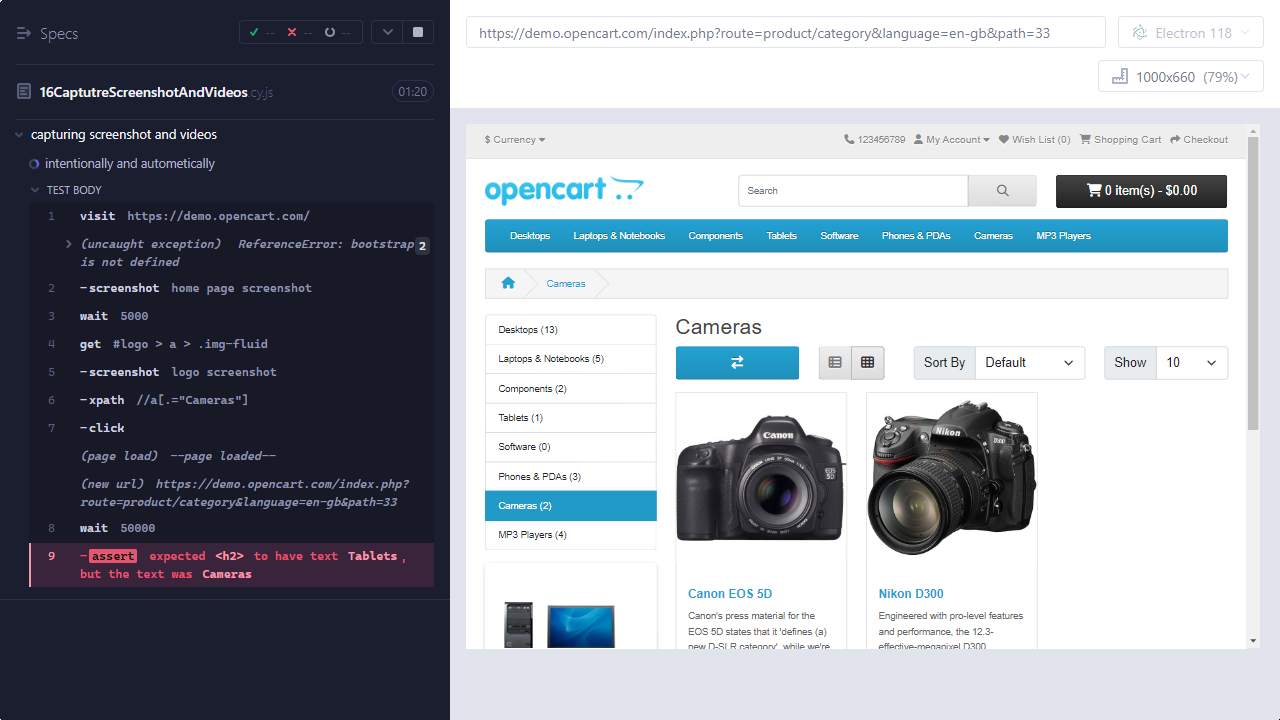 Specs
-- -- --
16CaptutreScreenshotAndVideos.cy.js 01:20
capturing screenshot and videos
intentionally and autometically
TEST BODY
1 visit https://demo.opencart.com/
(uncaught exception) ReferenceError: bootstrap 2
is not defined
2 -screenshot home page screenshot
3 wait 5000
4 get #logo > a > .img-fluid
5 -screenshot logo screenshot
6 -xpath //a[.="Cameras"]
7 -click
(page load) --page loaded--
(new url) https://demo.opencart.com/index.php?
route=product/category&language=en-gb&path=33
8 wait 50000
9 -assert expected <h2> to have text Tablets,
but the text was Cameras
https://demo.opencart.com/index.php?route=product/category&language=en-gb&path=33
Electron 118
1000x660 (79%)
$ Currency
123456789 My Account Wish List (0) Shopping Cart Checkout
opencart
Search
0 item(s) - $0.00
Desktops Laptops & Notebooks Components Tablets Software Phones & PDAs Cameras MP3 Players
Cameras
Desktops (13)
Laptops & Notebooks (5)
Components (2)
Tablets (1)
Software (0)
Phones & PDAs (3)
Cameras (2)
MP3 Players (4)
Cameras
Sort By Default
Show 10
Canon
EOS
5D
Nikon
D300
Canon EOS 5D
Canon's press material for the
EOS 5D states that it 'defines (a)
new D-SLR category', while we're
Nikon D300
Engineered with pro-level features
and performance, the 12.3-
effective-megapixel D300